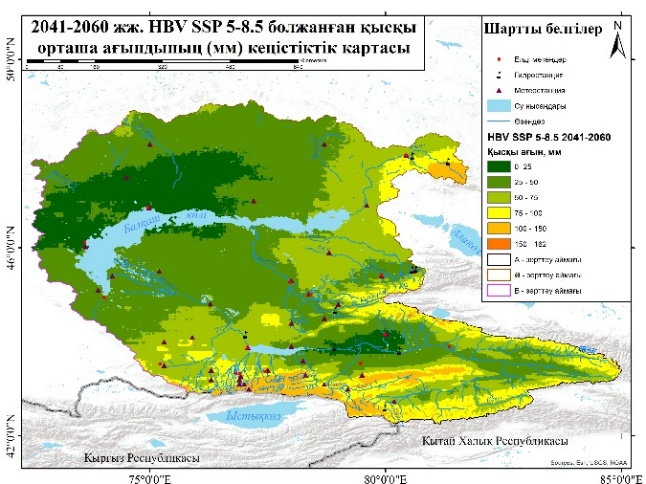 2041-2060 жж. HBV SSP 5-8.5 болжанған қысқы
орташа ағындының (мм) кеңістіктік картасы
Шартты белгілер
N
Елді мекендер
Гидростанция
Метеостанция
Су нысандары
Өзендер
HBV SSP 5-8.5 2041-2060
Қысқы ағын, мм
0 - 25
25 - 50
50 - 75
75 - 100
100 - 150
150 - 182
А - зерттеу аймағы
Ә - зерттеу аймағы
Б - зерттеу аймағы
50°0'0"N
46°0'0"N
42°0'0"N
Балқаш көлі
Ыстықкөл
Қырғыз Республикасы
Қытай Халық Республикасы
Sources: Esri, USGS, NOAA
75°0'0"E
80°0'0"E
85°0'0"E